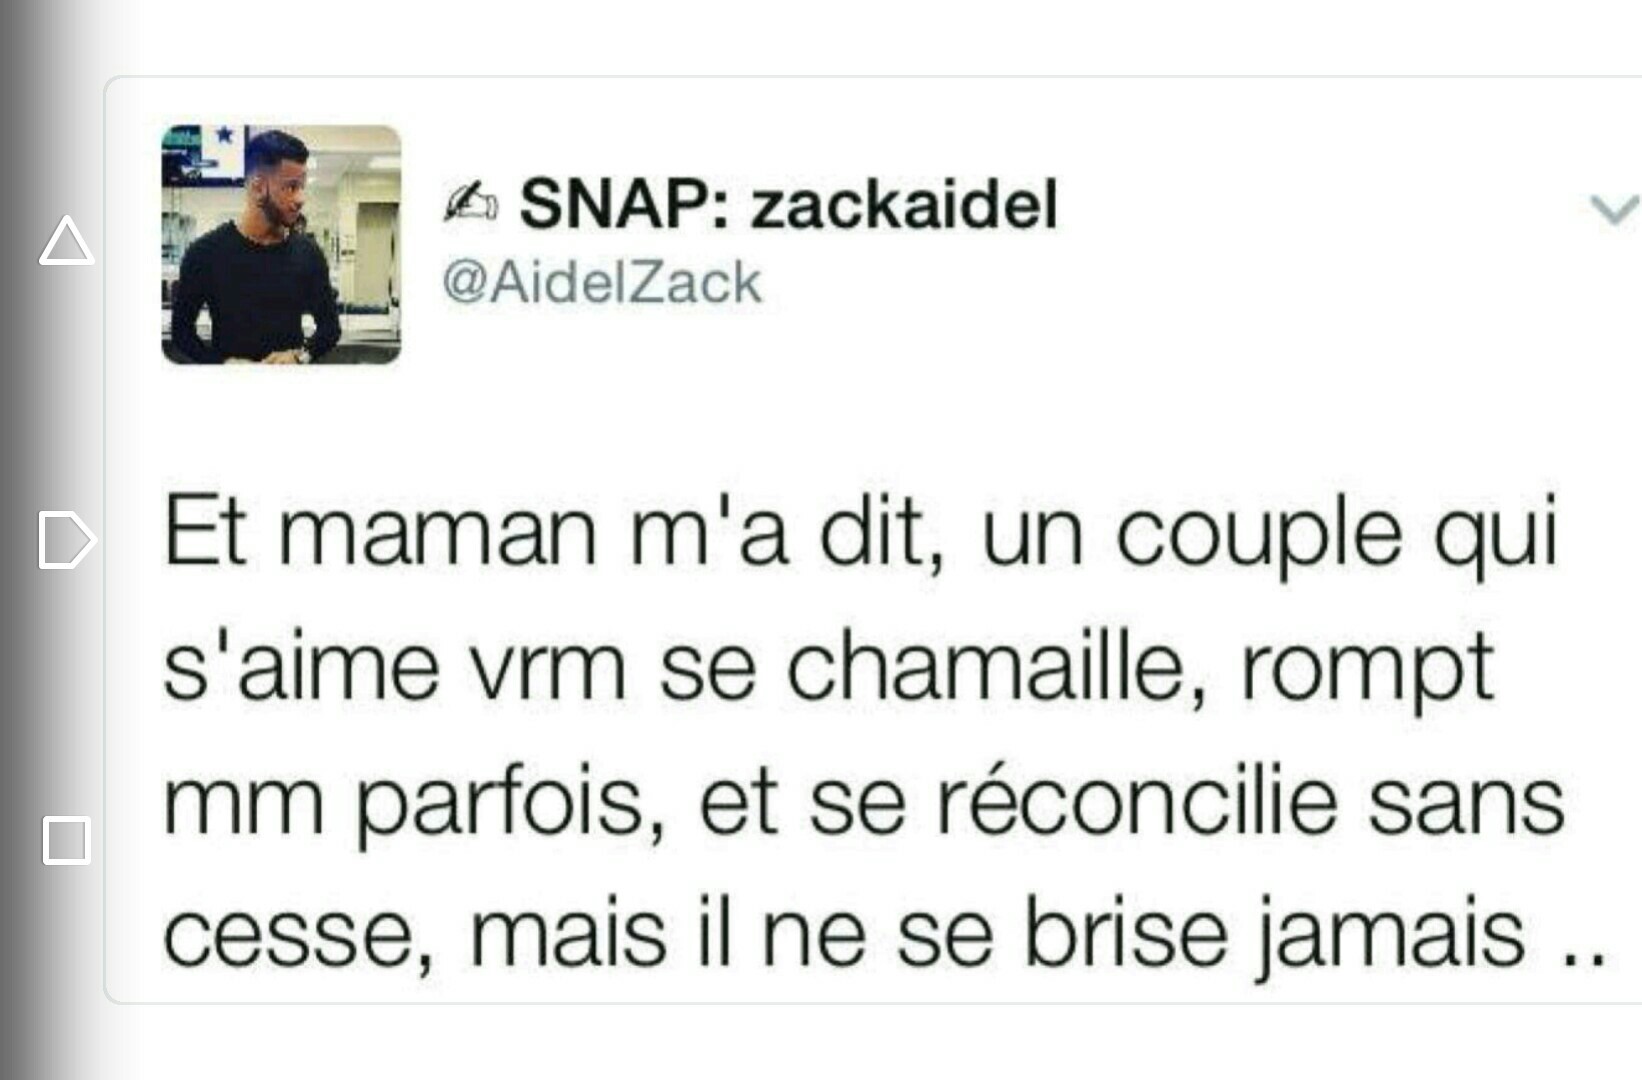 ✍ SNAP: zackaidel
@AidelZack
Et maman m'a dit, un couple qui
s'aime vrm se chamaille, rompt
mm parfois, et se réconcilie sans
cesse, mais il ne se brise jamais ..